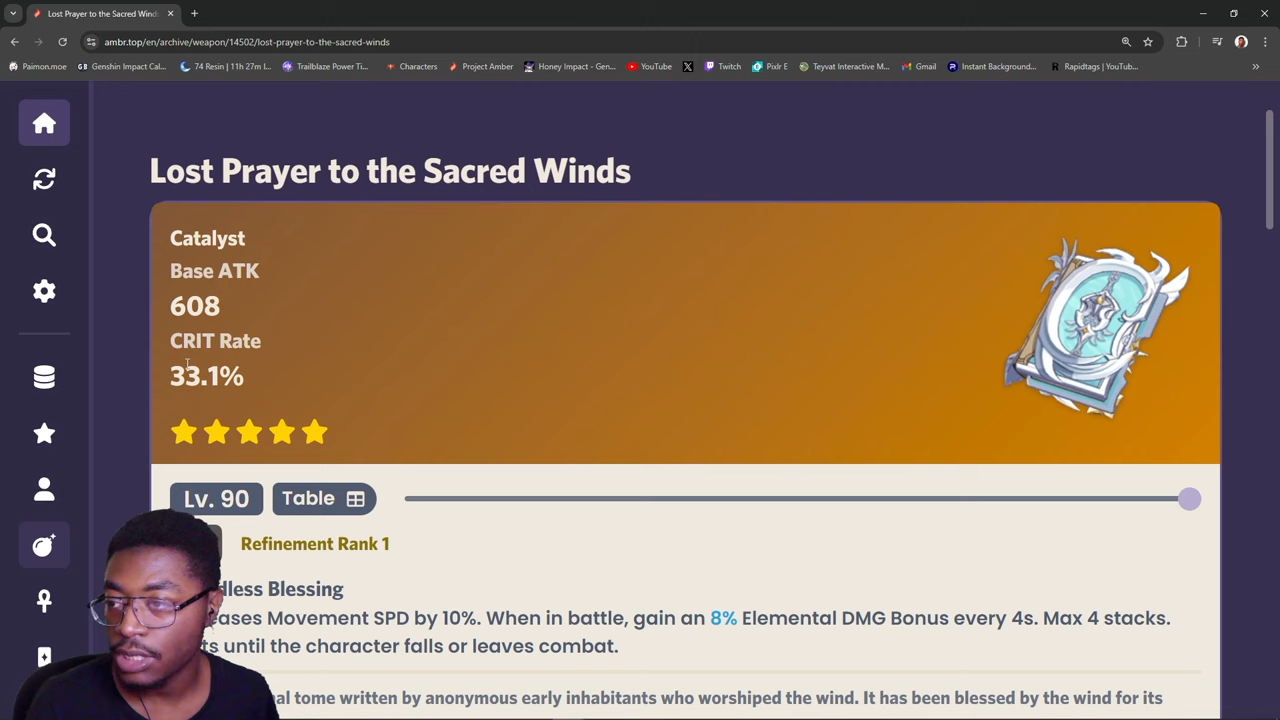 Lost Prayer to the Sacred Winds
ambr.top/en/archive/weapon/14502/lost-prayer-to-the-sacred-winds
Paimon.moe
GB Genshin Impact Cal...
74 Resin | 11h 27m l...
Trailblaze Power Ti...
Characters
Project Amber
Honey Impact - Gen...
YouTube
X
Twitch
Pixlr E
Teyvat Interactive M...
Gmail
Instant Background...
R Rapidtags | YouTub...
Lost Prayer to the Sacred Winds
Catalyst
Base ATK
608
CRIT Rate
33.1%
Lv. 90
Table
Refinement Rank 1
dless Blessing
eases Movement SPD by 10%. When in battle, gain an 8% Elemental DMG Bonus every 4s. Max 4 stacks.
ts until the character falls or leaves combat.
al tome written by anonymous early inhabitants who worshiped the wind. It has been blessed by the wind for its